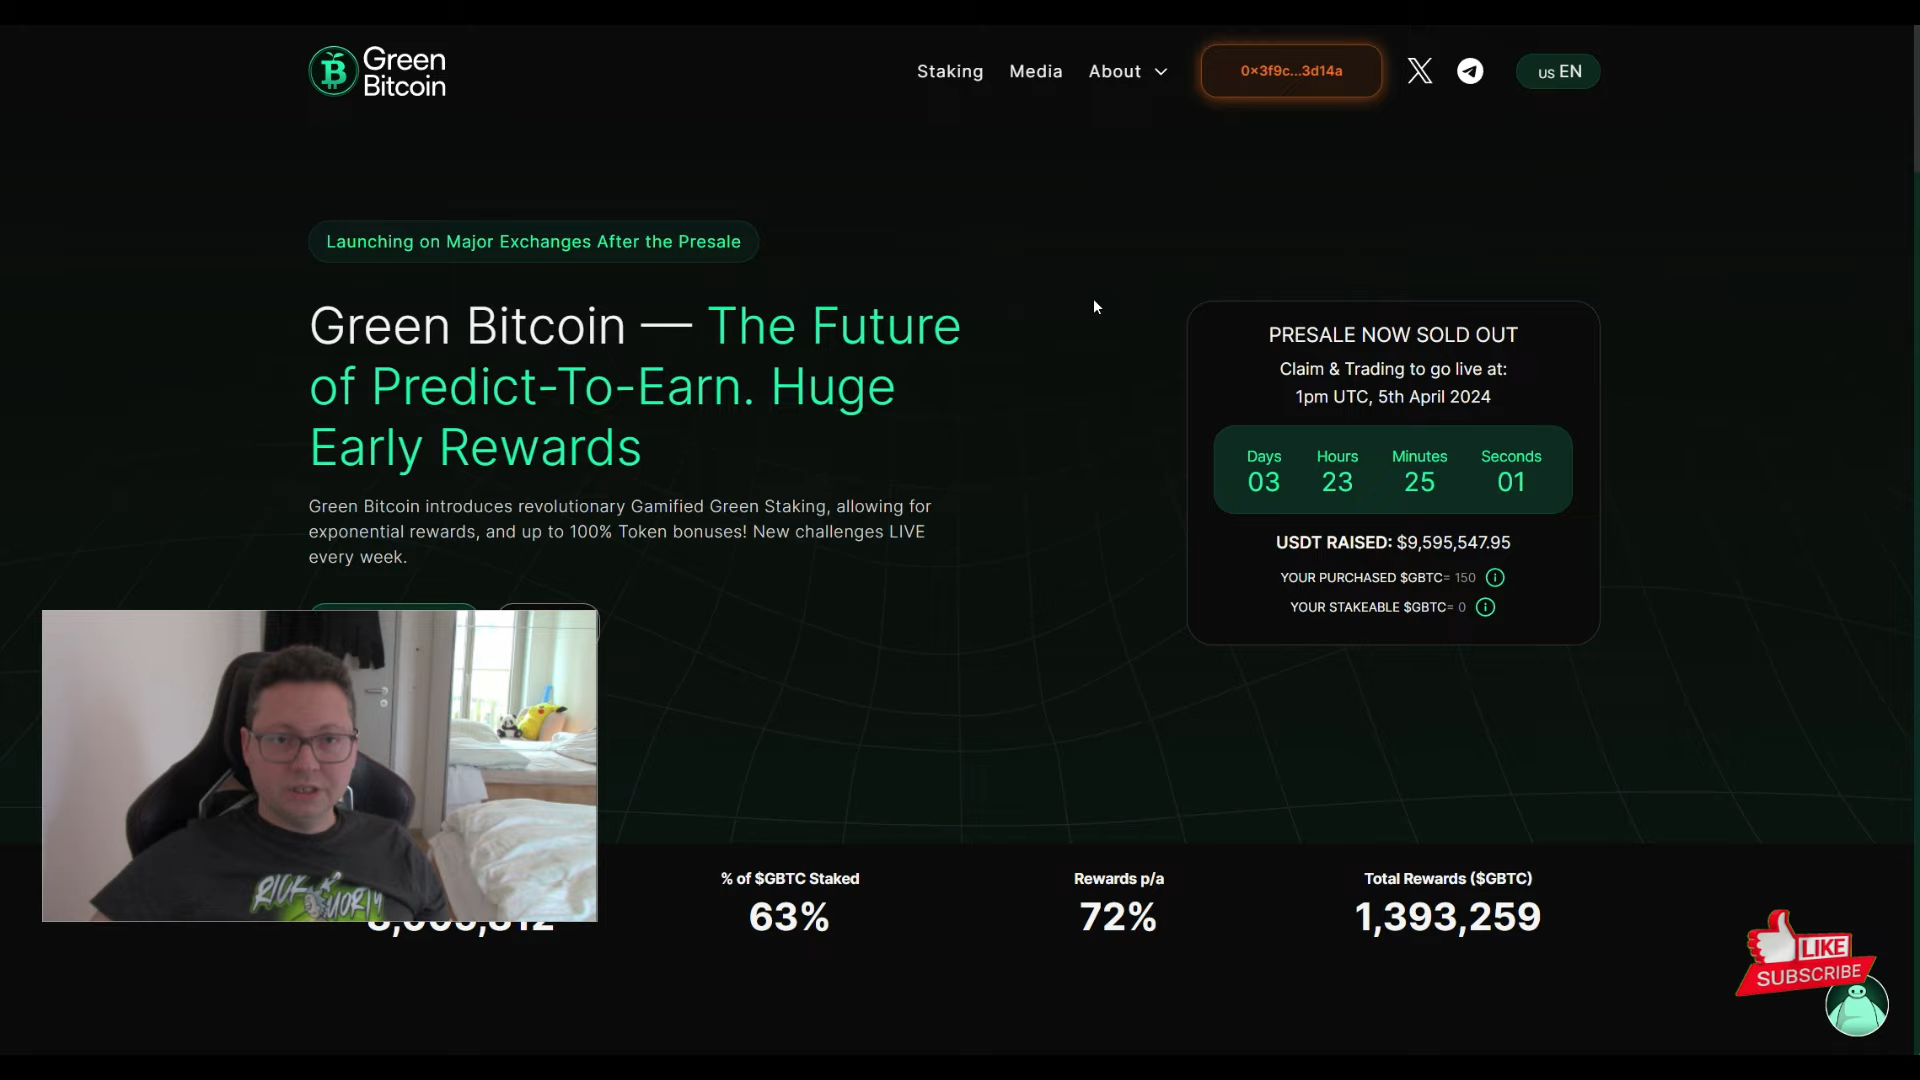 Green
Bitcoin
Staking
Media
About
0x3f9c...3d14a
US EN
Launching on Major Exchanges After the Presale
Green Bitcoin — The Future
of Predict-To-Earn. Huge
Early Rewards
Green Bitcoin introduces revolutionary Gamified Green Staking, allowing for
exponential rewards, and up to 100% Token bonuses! New challenges LIVE
every week.
PRESALE NOW SOLD OUT
Claim & Trading to go live at:
1pm UTC, 5th April 2024
Days Hours Minutes Seconds
03 23 25 01
USDT RAISED: $9,595,547.95
YOUR PURCHASED $GBTC= 150
YOUR STAKEABLE $GBTC= 0
RICK
MORTY
% of $GBTC Staked
63%
Rewards p/a
72%
Total Rewards ($GBTC)
1,393,259
LIKE
SUBSCRIBE